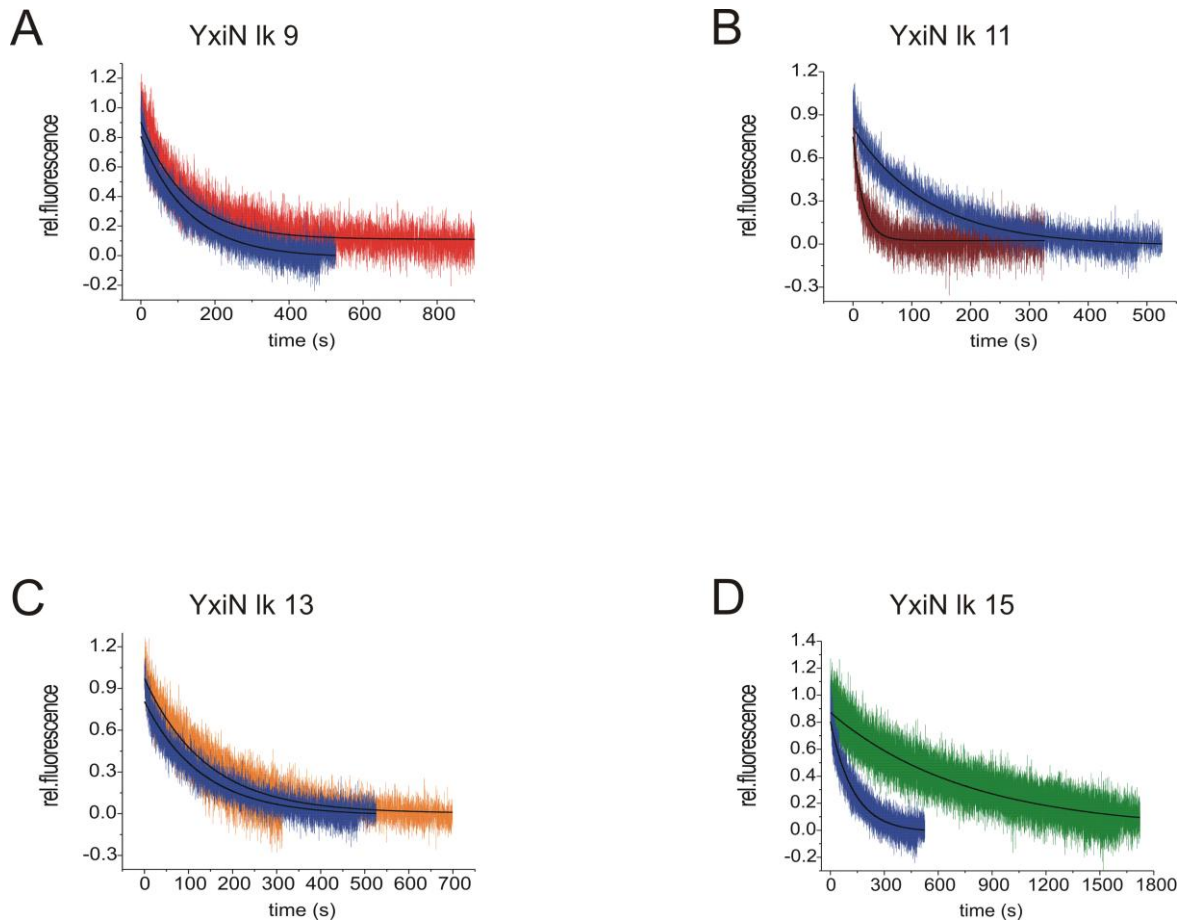 A
YxiN lk 9
rel.fluorescence
1.2
1.0
0.8
0.6
0.4
0.2
0.0
-0.2
0 200 400 600 800
time (s)
B
YxiN lk 11
rel.fluorescence
1.2
0.9
0.6
0.3
0.0
-0.3
0 100 200 300 400 500
time (s)
C
YxiN lk 13
rel.fluorescence
1.2
0.9
0.6
0.3
0.0
-0.3
0 100 200 300 400 500 600 700
time (s)
D
YxiN lk 15
rel.fluorescence
1.4
1.2
1.0
0.8
0.6
0.4
0.2
0.0
-0.2
0 300 600 900 1200 1500 1800
time (s)